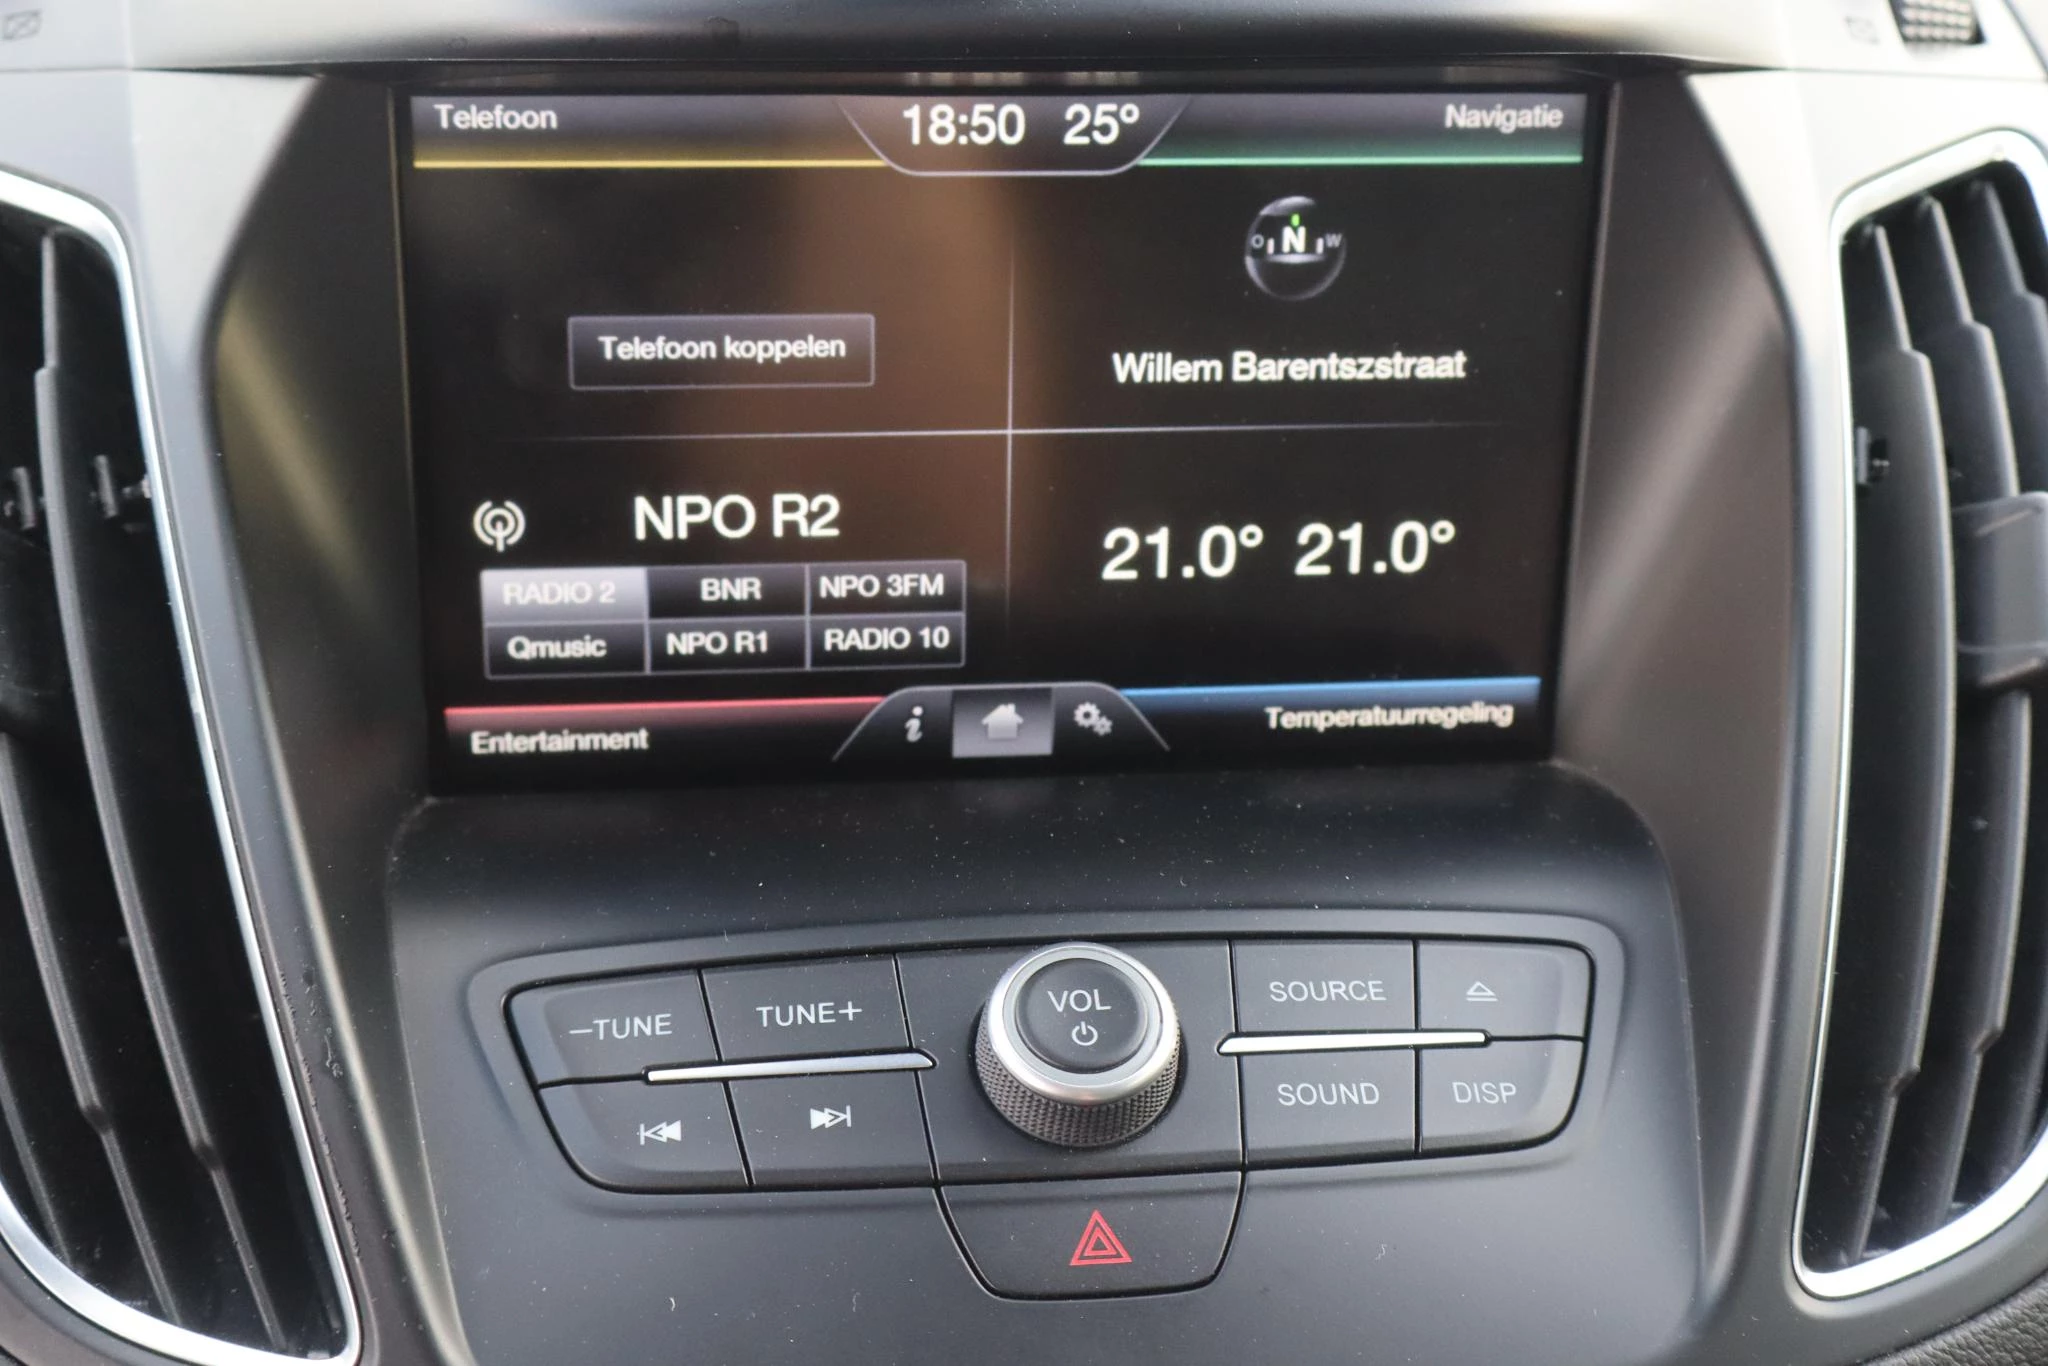 Telefoon
18:50 25°
Navigatie
O N W
Telefoon koppelen
Willem Barentszstraat
NPO R2
RADIO 2 BNR NPO 3FM
Qmusic NPO R1 RADIO 10
21.0° 21.0°
Entertainment
i
Temperatuurregeling
–TUNE TUNE+
VOL
SOURCE
SOUND DISP